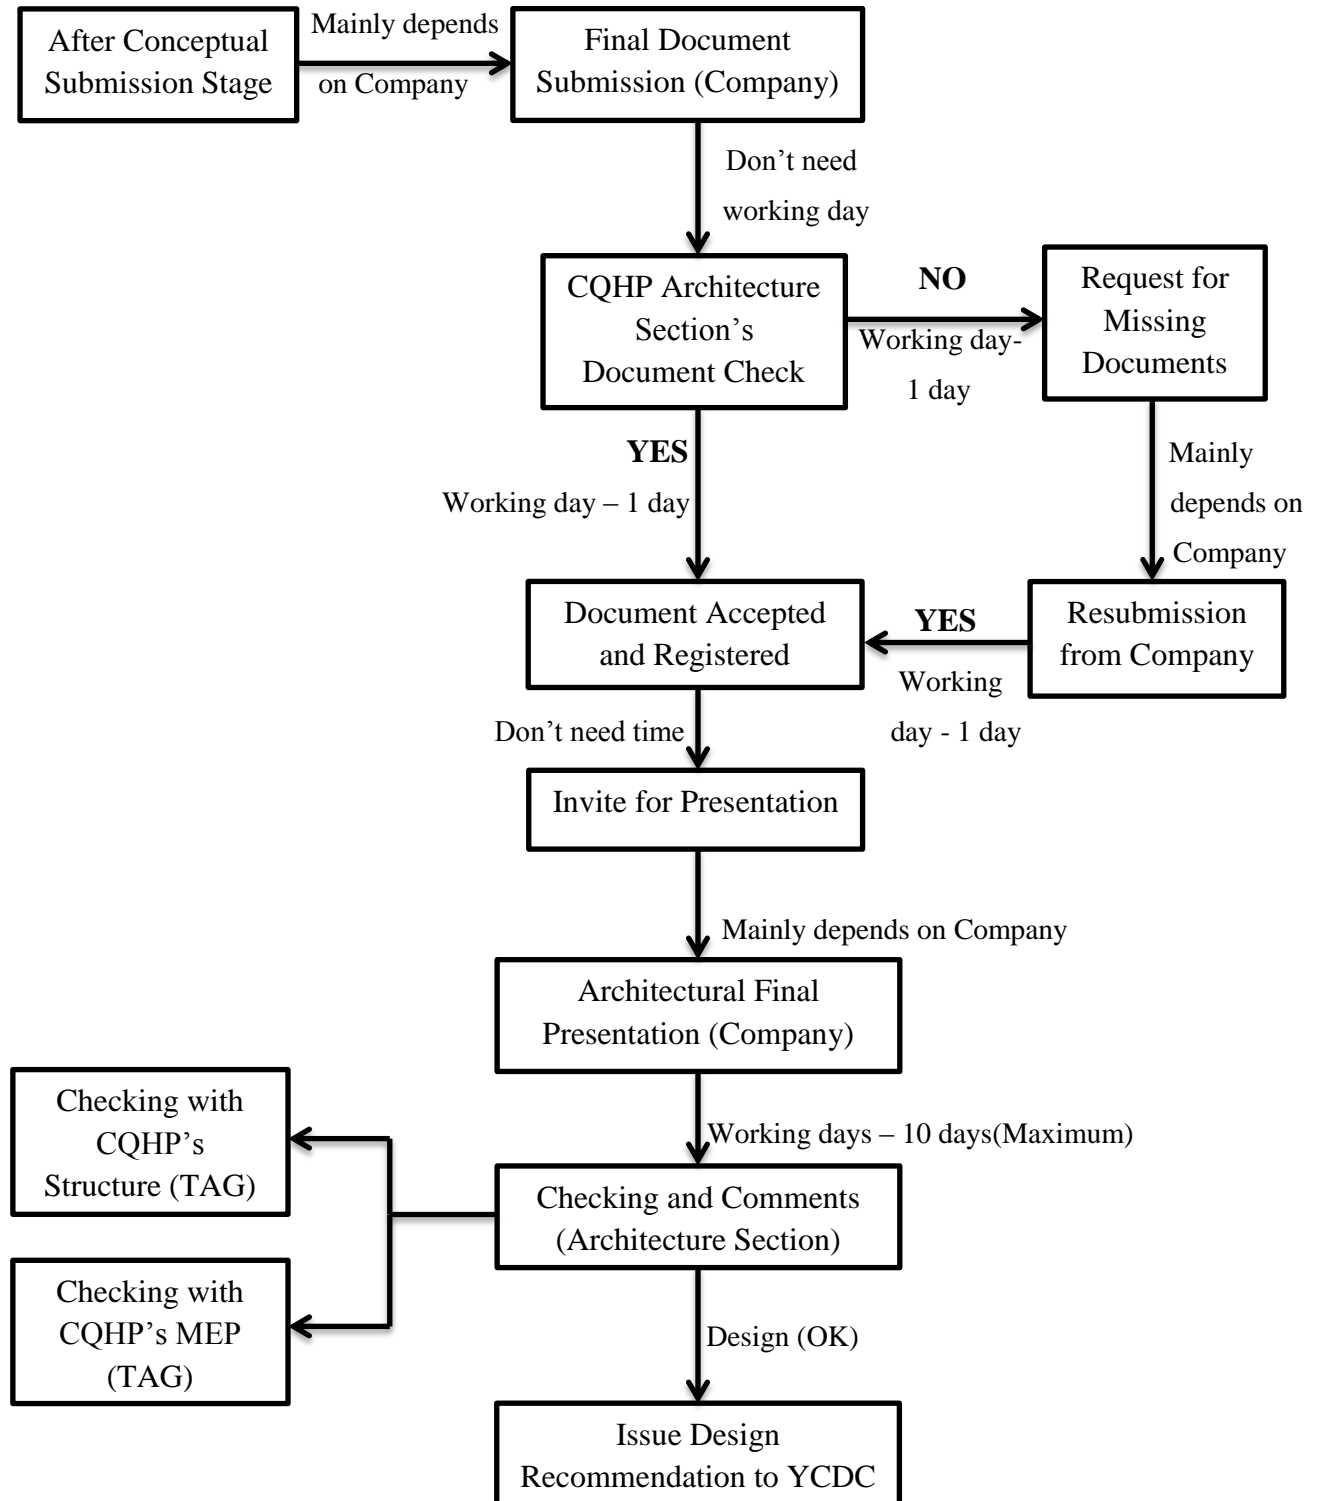 After Conceptual
Submission Stage
Mainly depends
on Company
Final Document
Submission (Company)
Don’t need
working day
CQHP Architecture
Section’s
Document Check
NO
Working day-
1 day
Request for
Missing
Documents
YES
Working day – 1 day
Mainly
depends on
Company
Document Accepted
and Registered
YES
Working
day - 1 day
Resubmission
from Company
Don’t need time
Invite for Presentation
Mainly depends on Company
Architectural Final
Presentation (Company)
Working days – 10 days(Maximum)
Checking with
CQHP’s
Structure (TAG)
Checking and Comments
(Architecture Section)
Checking with
CQHP’s MEP
(TAG)
Design (OK)
Issue Design
Recommendation to YCDC